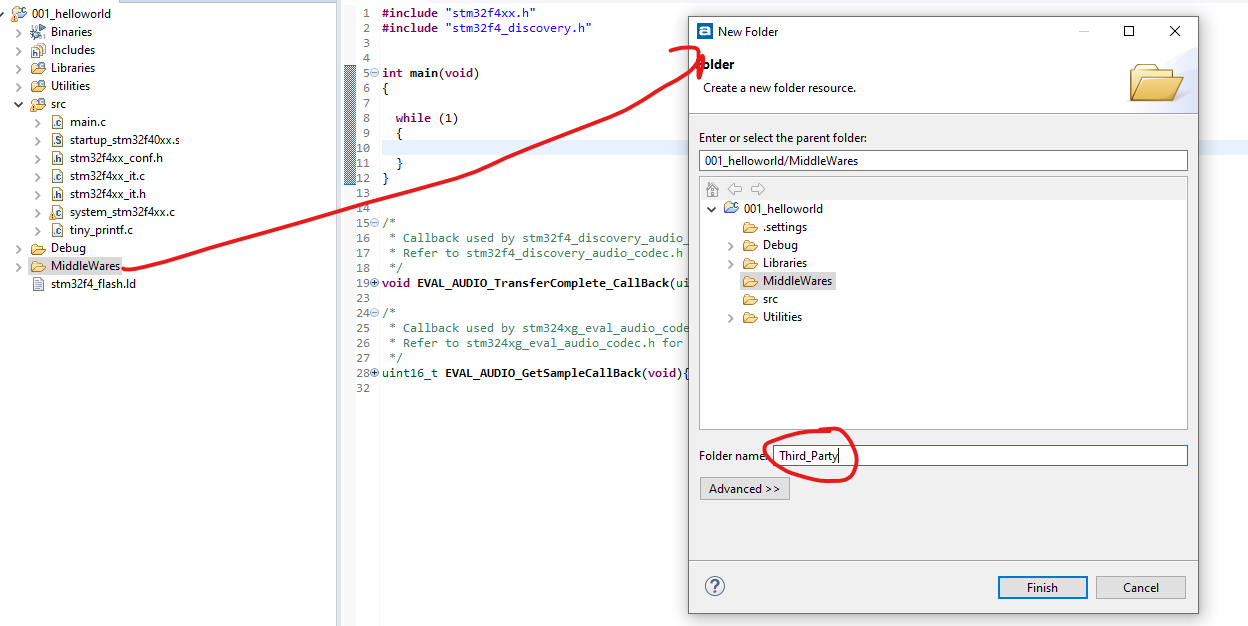 001_helloworld
Binaries
Includes
Libraries
Utilities
src
main.c
startup_stm32f40xx.s
stm32f4xx_conf.h
stm32f4xx_it.c
stm32f4xx_it.h
system_stm32f4xx.c
tiny_printf.c
Debug
MiddleWares
stm32f4_flash.ld
1 #include "stm32f4xx.h"
2 #include "stm32f4_discovery.h"
3
4
5 int main(void)
6 {
7
8 while (1)
9 {
10
11 }
12 }
13
14
15 /*
16 * Callback used by stm32f4_discovery_audio_
17 * Refer to stm32f4_discovery_audio_codec.h
18 */
19 void EVAL_AUDIO_TransferComplete_CallBack(ui
23
24 /*
25 * Callback used by stm324xg_eval_audio_code
26 * Refer to stm324xg_eval_audio_codec.h for
27 */
28 uint16_t EVAL_AUDIO_GetSampleCallBack(void){
32
New Folder
older
Create a new folder resource.
Enter or select the parent folder:
001_helloworld/MiddleWares
001_helloworld
.settings
Debug
Libraries
MiddleWares
src
Utilities
Folder name: Third_Party
Advanced >>
?
Finish Cancel